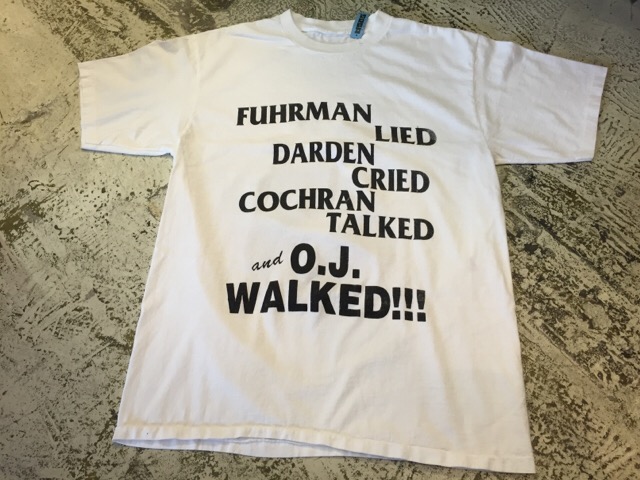 FUHRMAN
LIED
DARDEN
CRIED
COCHRAN
TALKED
and O.J.
WALKED!!!